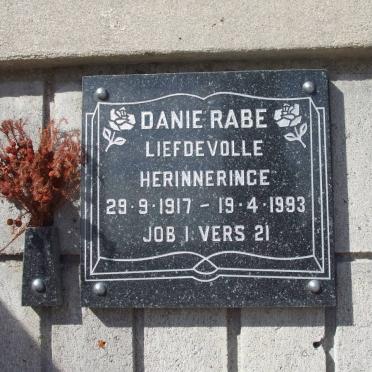 DANIE RABE
LIEFDEVOLLE
HERINNERINGE
29·9·1917 – 19·4·1993
JOB 1 VERS 21